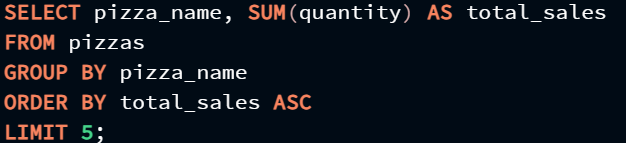 SELECT pizza_name, SUM(quantity) AS total_sales
FROM pizzas
GROUP BY pizza_name
ORDER BY total_sales ASC
LIMIT 5;